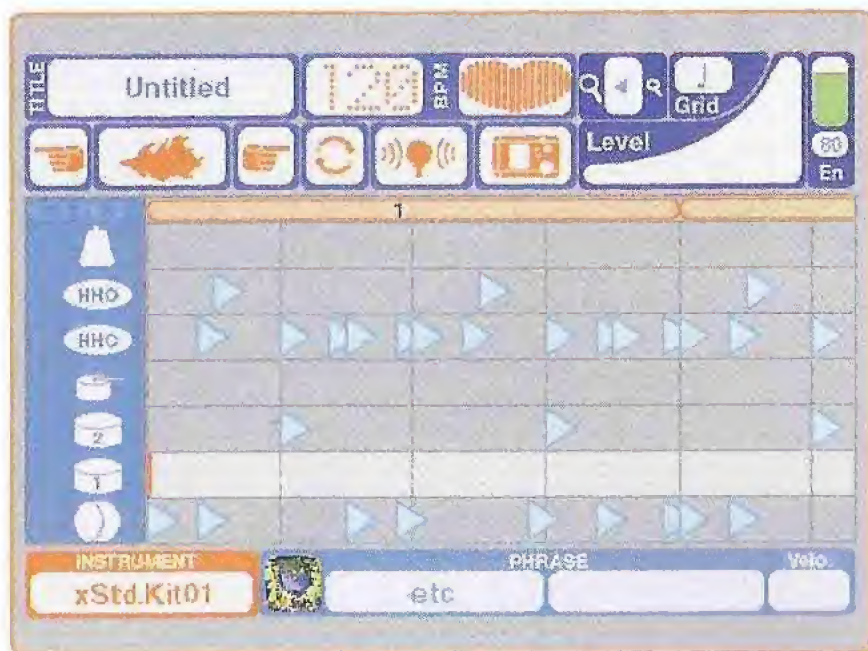 TITLE Untitled 120 BPM Grid
Level 80 En
1
HHO
HHC
2
1
INSTRUMENT PHRASE Velo.
xStd.Kit01 etc